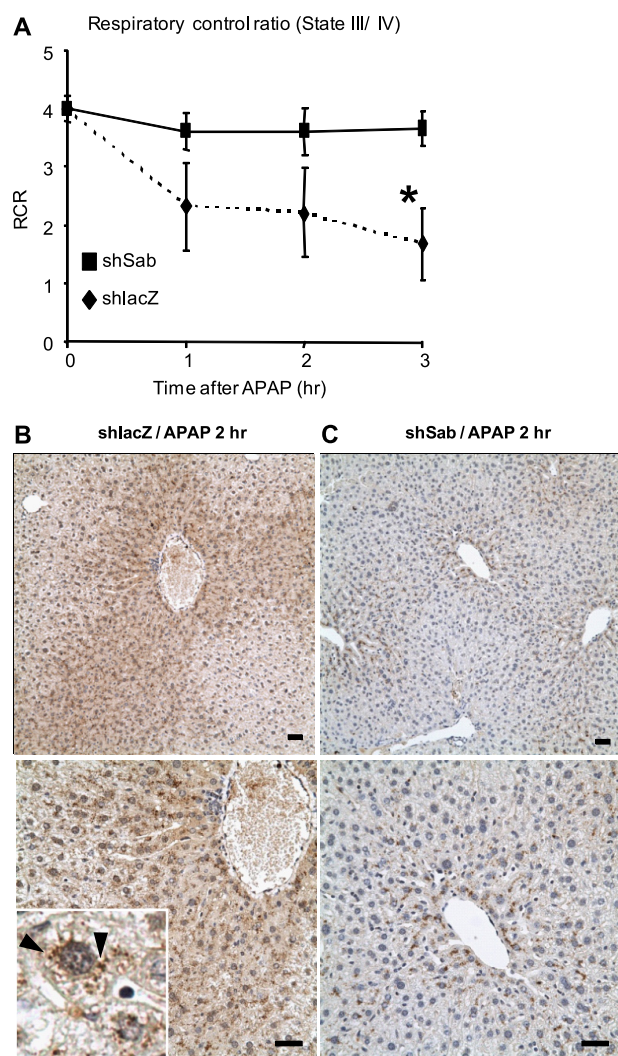 A
Respiratory control ratio (State III/ IV)
5
4
3
2
1
0
RCR
shSab
shlacZ
*
0 1 2 3
Time after APAP (hr)
B shlacZ / APAP 2 hr
C shSab / APAP 2 hr